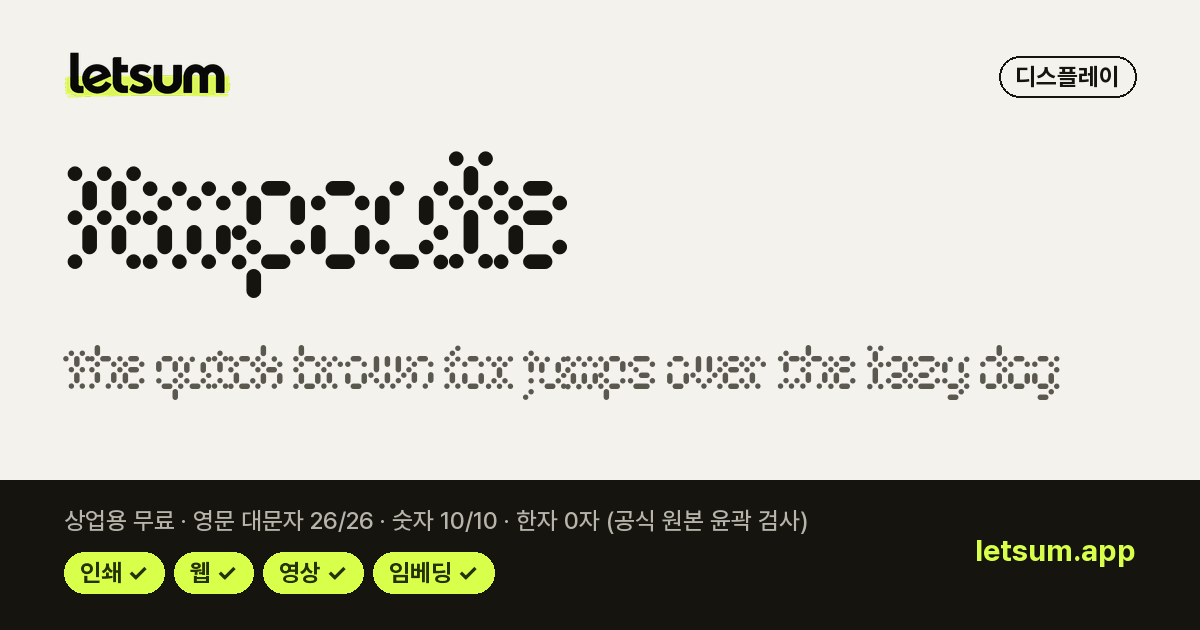 letsum
디스플레이
the quick brown fox jumps over the lazy dog
상업용 무료 · 영문 대문자 26/26 · 숫자 10/10 · 한자 0자 (공식 원본 윤곽 검사)
인쇄 ✓ 웹 ✓ 영상 ✓ 임베딩 ✓
letsum.app